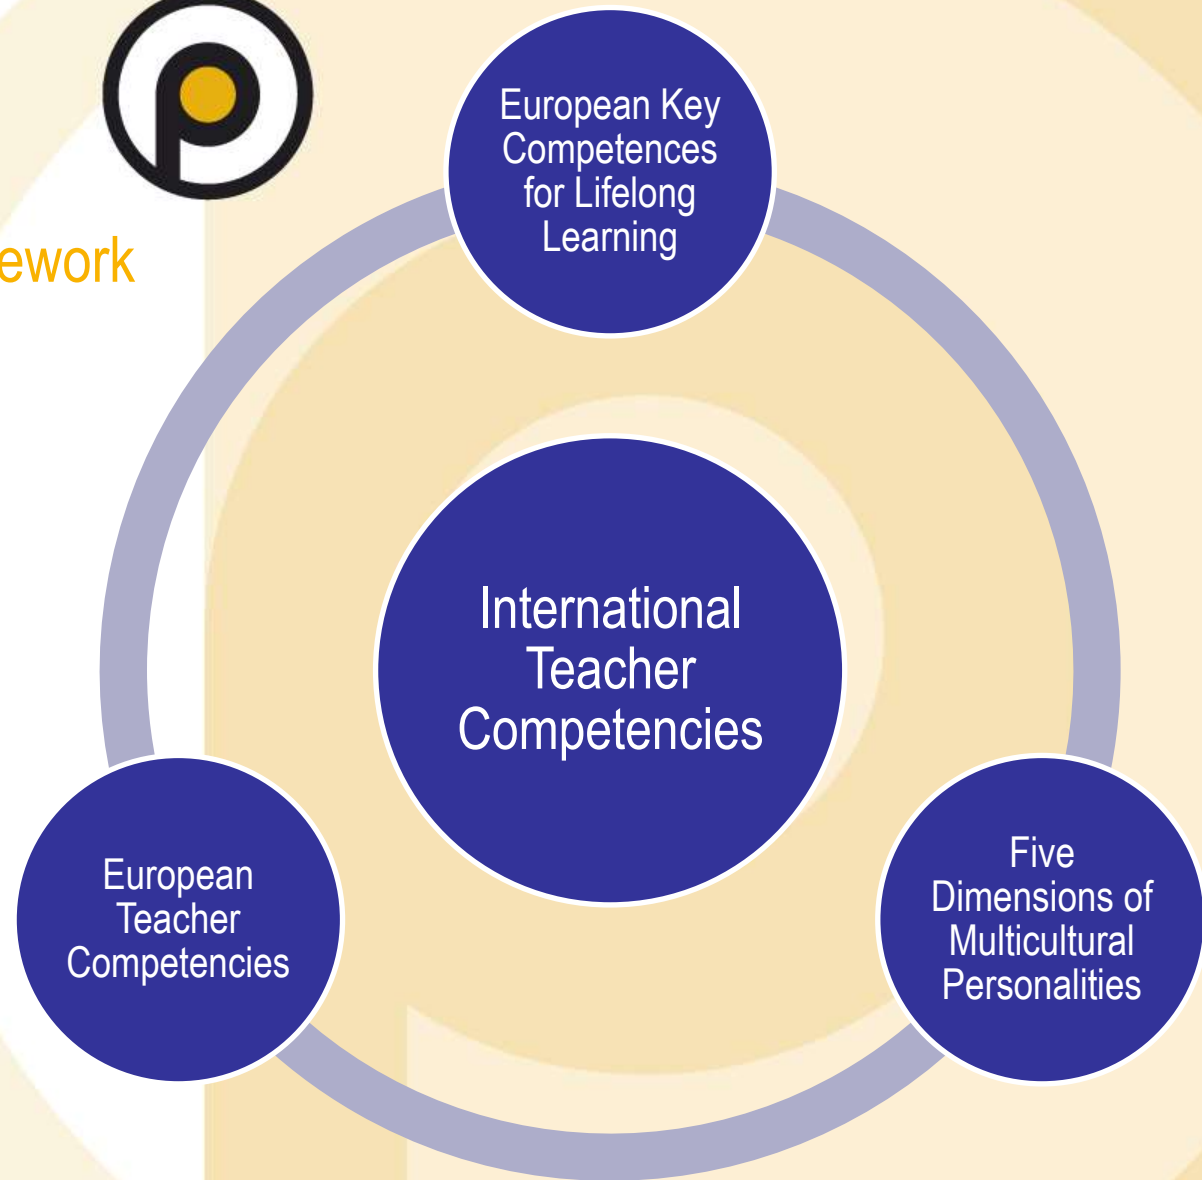 European Key
Competences
for Lifelong
Learning
ework
International
Teacher
Competencies
European
Teacher
Competencies
Five
Dimensions of
Multicultural
Personalities